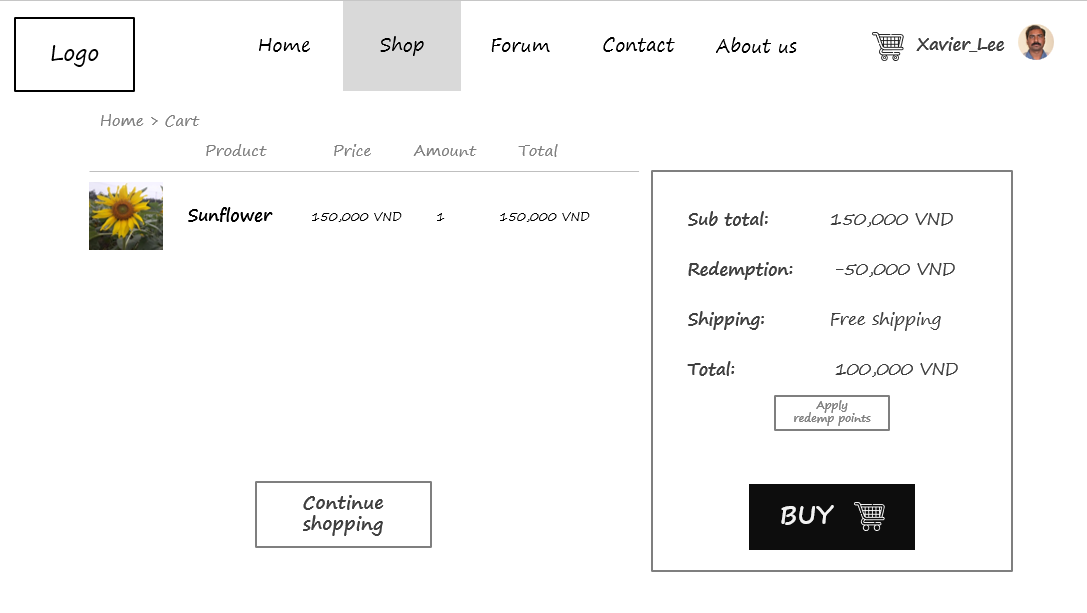 Logo
Home
Shop
Forum
Contact
About us
Xavier_Lee
Home > Cart
Product Price Amount Total
Sunflower 150,000 VND 1 150,000 VND
Sub total: 150,000 VND
Redemption: -50,000 VND
Shipping: Free shipping
Total: 100,000 VND
Apply
redemp points
Continue
shopping
BUY